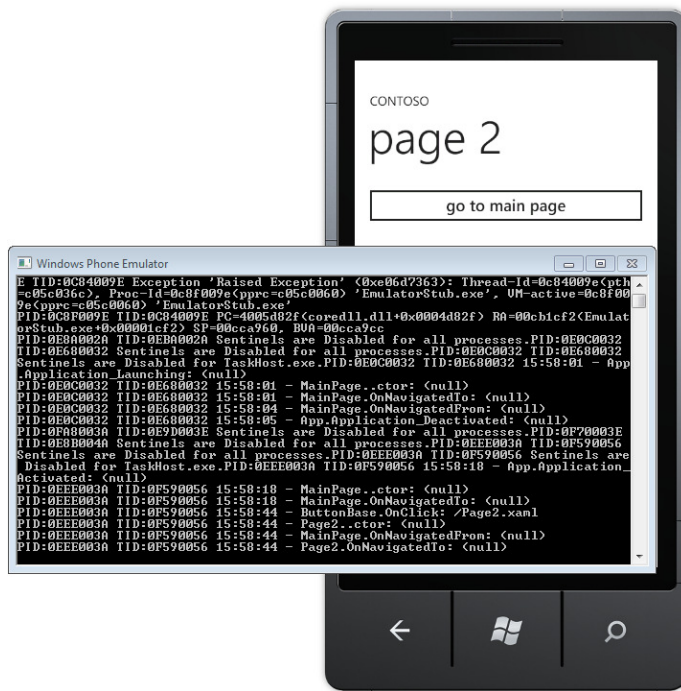 CONTOSO
page 2
go to main page
Windows Phone Emulator
E TID:0C84009E Exception 'Raised Exception' (0xe06d7363): Thread-Id=0c84009e(pth
=c05c036c), Proc-Id=0c8f009e(pprc=c05c0060) 'EmulatorStub.exe', VM-active=0c8f00
9e(pprc=c05c0060) 'EmulatorStub.exe'
PID:0C8F009E TID:0C84009E PC=4005d82f(coredll.dll+0x0004d82f) RA=00cb1cf2(Emulat
orStub.exe+0x00001cf2) SP=00cca960, BVA=00cca9cc
PID:0E8A002A TID:0EBA002A Sentinels are Disabled for all processes.PID:0E0C0032
TID:0E680032 Sentinels are Disabled for all processes.PID:0E0C0032 TID:0E680032
Sentinels are Disabled for TaskHost.exe.PID:0E0C0032 TID:0E680032 15:58:01 - App
.Application_Launching: (null)
PID:0E0C0032 TID:0E680032 15:58:01 - MainPage..ctor: (null)
PID:0E0C0032 TID:0E680032 15:58:01 - MainPage.OnNavigatedTo: (null)
PID:0E0C0032 TID:0E680032 15:58:04 - MainPage.OnNavigatedFrom: (null)
PID:0E0C0032 TID:0E680032 15:58:05 - App.Application_Deactivated: (null)
PID:0FA8003A TID:0E9D003E Sentinels are Disabled for all processes.PID:0F70003E
TID:0E8B004A Sentinels are Disabled for all processes.PID:0EEE003A TID:0F590056
Sentinels are Disabled for all processes.PID:0EEE003A TID:0F590056 Sentinels are
Disabled for TaskHost.exe.PID:0EEE003A TID:0F590056 15:58:18 - App.Application_
Activated: (null)
PID:0EEE003A TID:0F590056 15:58:18 - MainPage..ctor: (null)
PID:0EEE003A TID:0F590056 15:58:18 - MainPage.OnNavigatedTo: (null)
PID:0EEE003A TID:0F590056 15:58:44 - ButtonBase.OnClick: /Page2.xaml
PID:0EEE003A TID:0F590056 15:58:44 - Page2..ctor: (null)
PID:0EEE003A TID:0F590056 15:58:44 - MainPage.OnNavigatedFrom: (null)
PID:0EEE003A TID:0F590056 15:58:44 - Page2.OnNavigatedTo: (null)